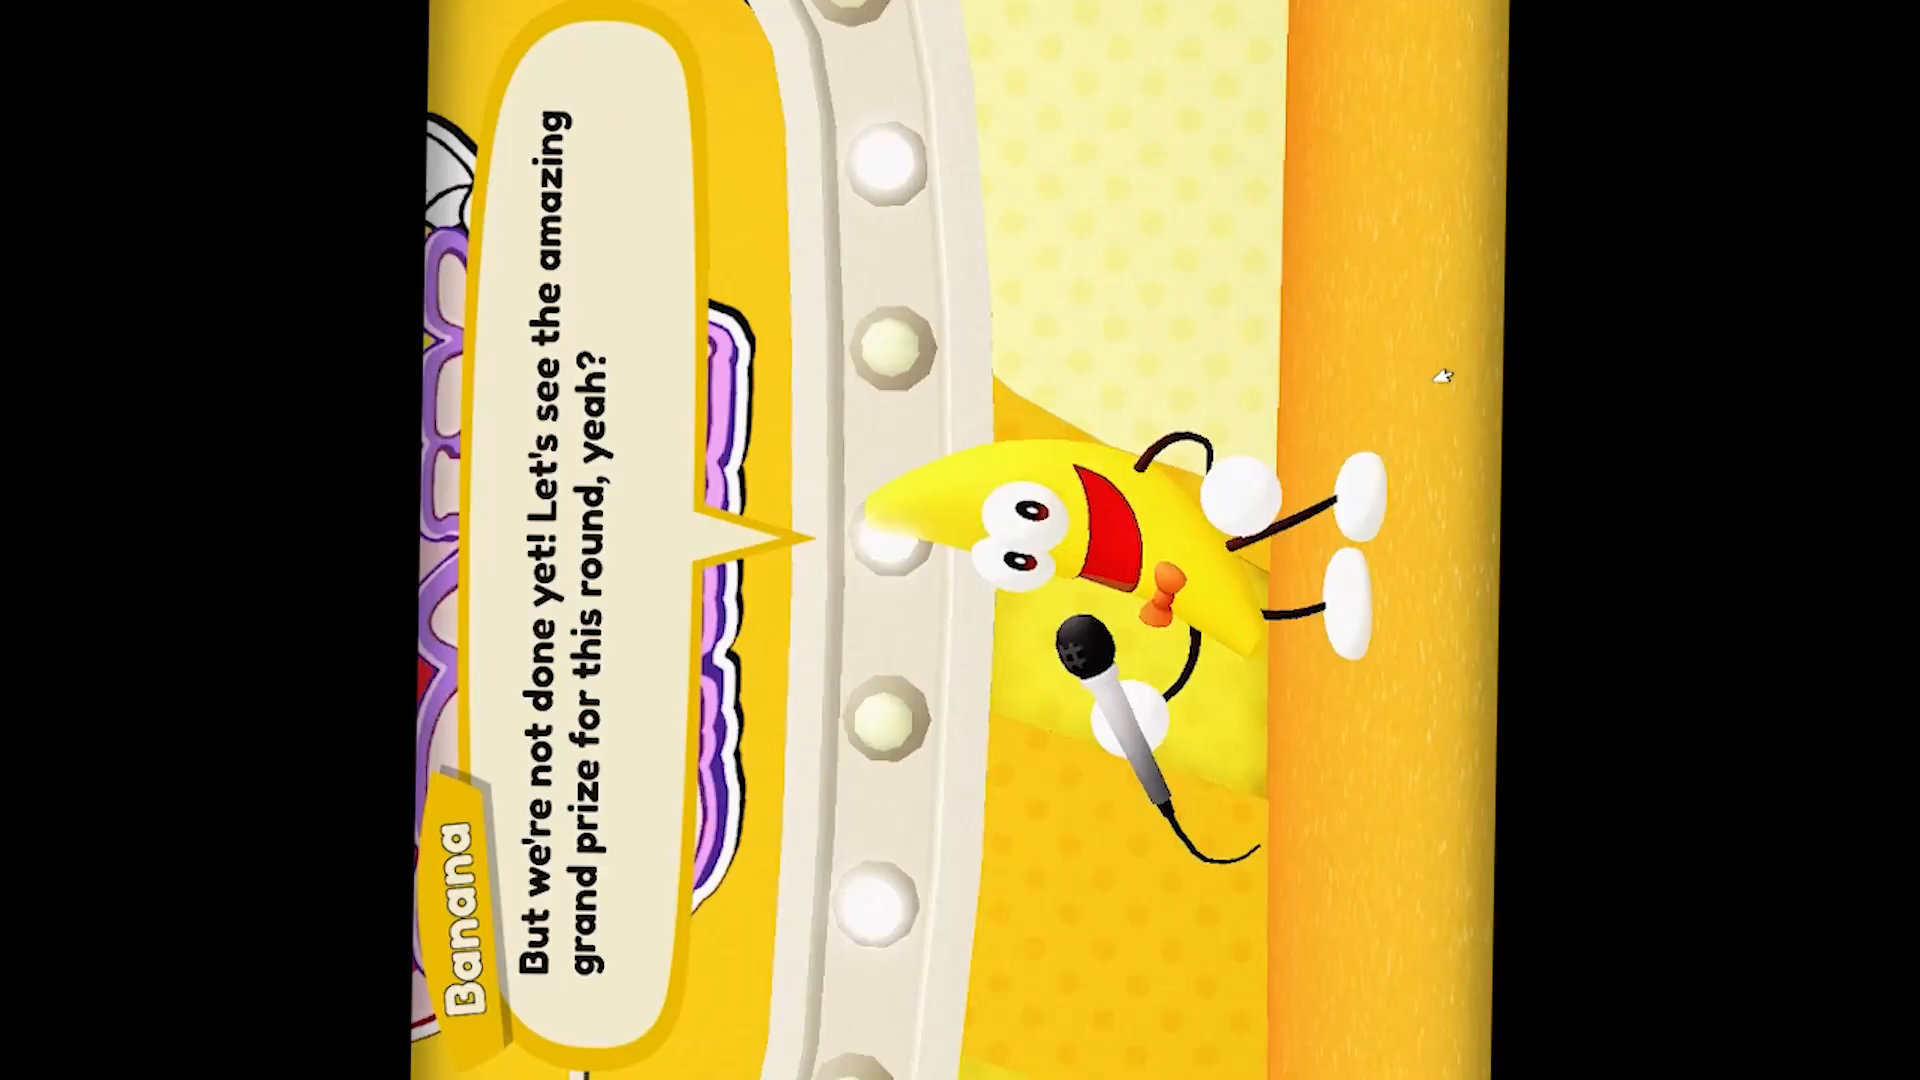 Banana
But we're not done yet! Let's see the amazing
grand prize for this round, yeah?